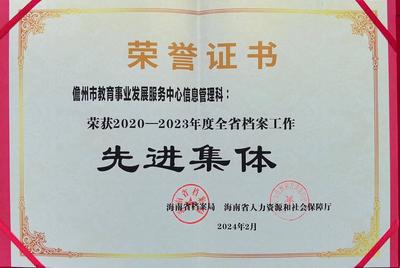 荣誉证书
儋州市教育事业发展服务中心信息管理科：
荣获2020—2023年度全省档案工作
先进集体
海南省档案局 海南省人力资源和社会保障厅
2024年2月